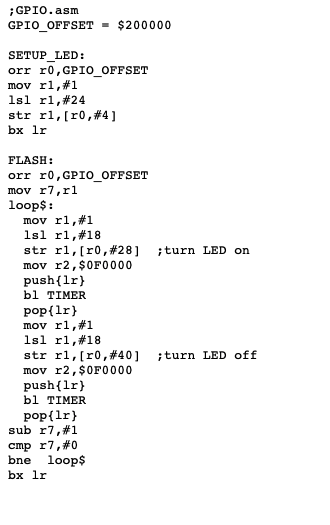 ;GPIO.asm
GPIO_OFFSET = $200000
SETUP_LED:
orr r0,GPIO_OFFSET
mov r1,#1
lsl r1,#24
str r1,[r0,#4]
bx lr
FLASH:
orr r0,GPIO_OFFSET
mov r7,r1
loop$:
mov r1,#1
lsl r1,#18
str r1,[r0,#28] ;turn LED on
mov r2,$0F0000
push{lr}
bl TIMER
pop{lr}
mov r1,#1
lsl r1,#18
str r1,[r0,#40] ;turn LED off
mov r2,$0F0000
push{lr}
bl TIMER
pop{lr}
sub r7,#1
cmp r7,#0
bne loop$
bx lr